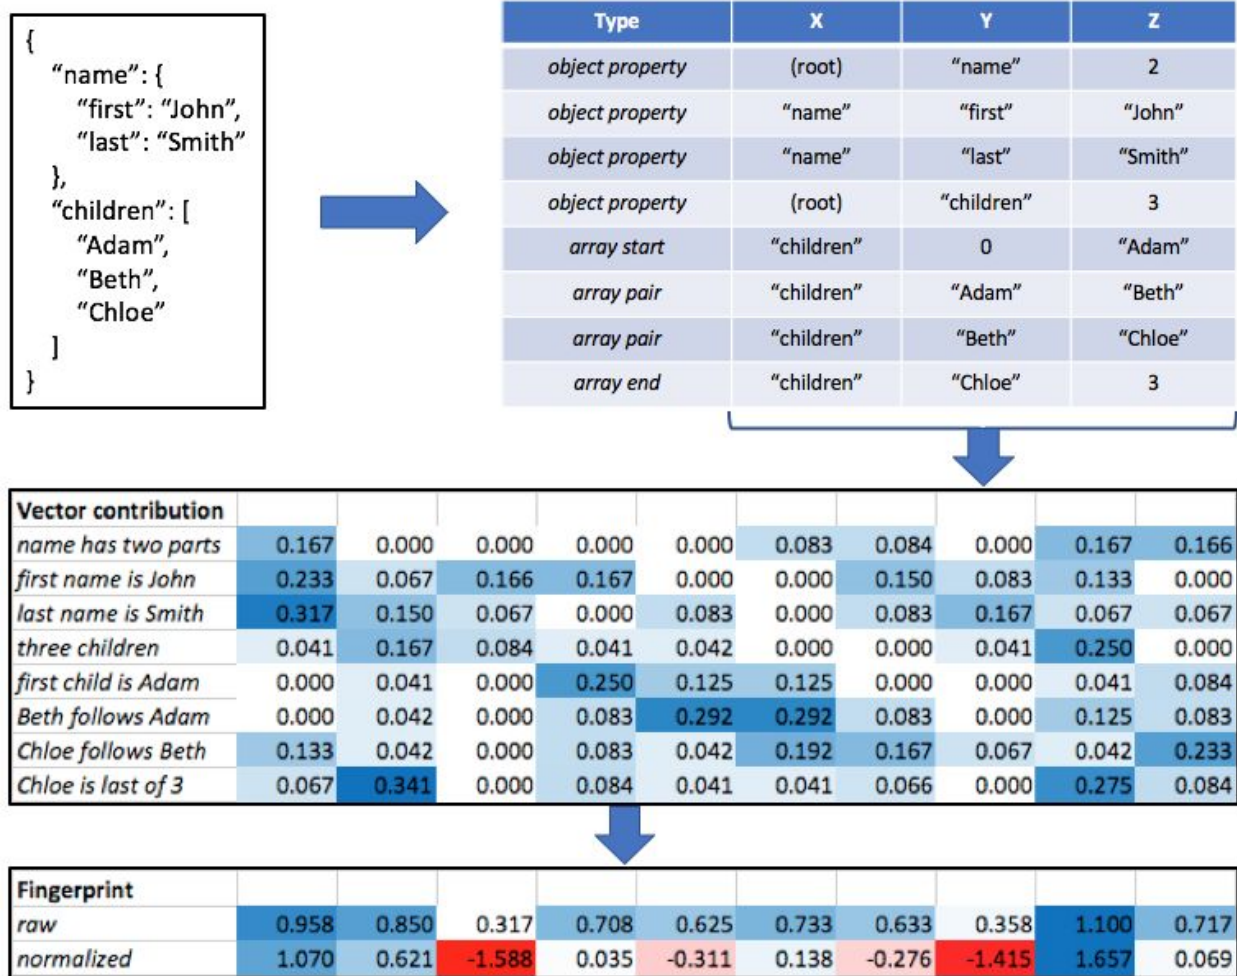 {
“name”: {
“first”: “John”,
“last”: “Smith”
},
“children”: [
“Adam”,
“Beth”,
“Chloe”
]
}
Type X Y Z
object property (root) “name” 2
object property “name” “first” “John”
object property “name” “last” “Smith”
object property (root) “children” 3
array start “children” 0 “Adam”
array pair “children” “Adam” “Beth”
array pair “children” “Beth” “Chloe”
array end “children” “Chloe” 3
Vector contribution
name has two parts 0.167 0.000 0.000 0.000 0.000 0.083 0.084 0.000 0.167 0.166
first name is John 0.233 0.067 0.166 0.167 0.000 0.000 0.150 0.083 0.133 0.000
last name is Smith 0.317 0.150 0.067 0.000 0.083 0.000 0.083 0.167 0.067 0.067
three children 0.041 0.167 0.084 0.041 0.042 0.000 0.000 0.041 0.250 0.000
first child is Adam 0.000 0.041 0.000 0.250 0.125 0.125 0.000 0.000 0.041 0.084
Beth follows Adam 0.000 0.042 0.000 0.083 0.292 0.292 0.083 0.000 0.125 0.083
Chloe follows Beth 0.133 0.042 0.000 0.083 0.042 0.192 0.167 0.067 0.042 0.233
Chloe is last of 3 0.067 0.341 0.000 0.084 0.041 0.041 0.066 0.000 0.275 0.084
Fingerprint
raw 0.958 0.850 0.317 0.708 0.625 0.733 0.633 0.358 1.100 0.717
normalized 1.070 0.621 -1.588 0.035 -0.311 0.138 -0.276 -1.415 1.657 0.069